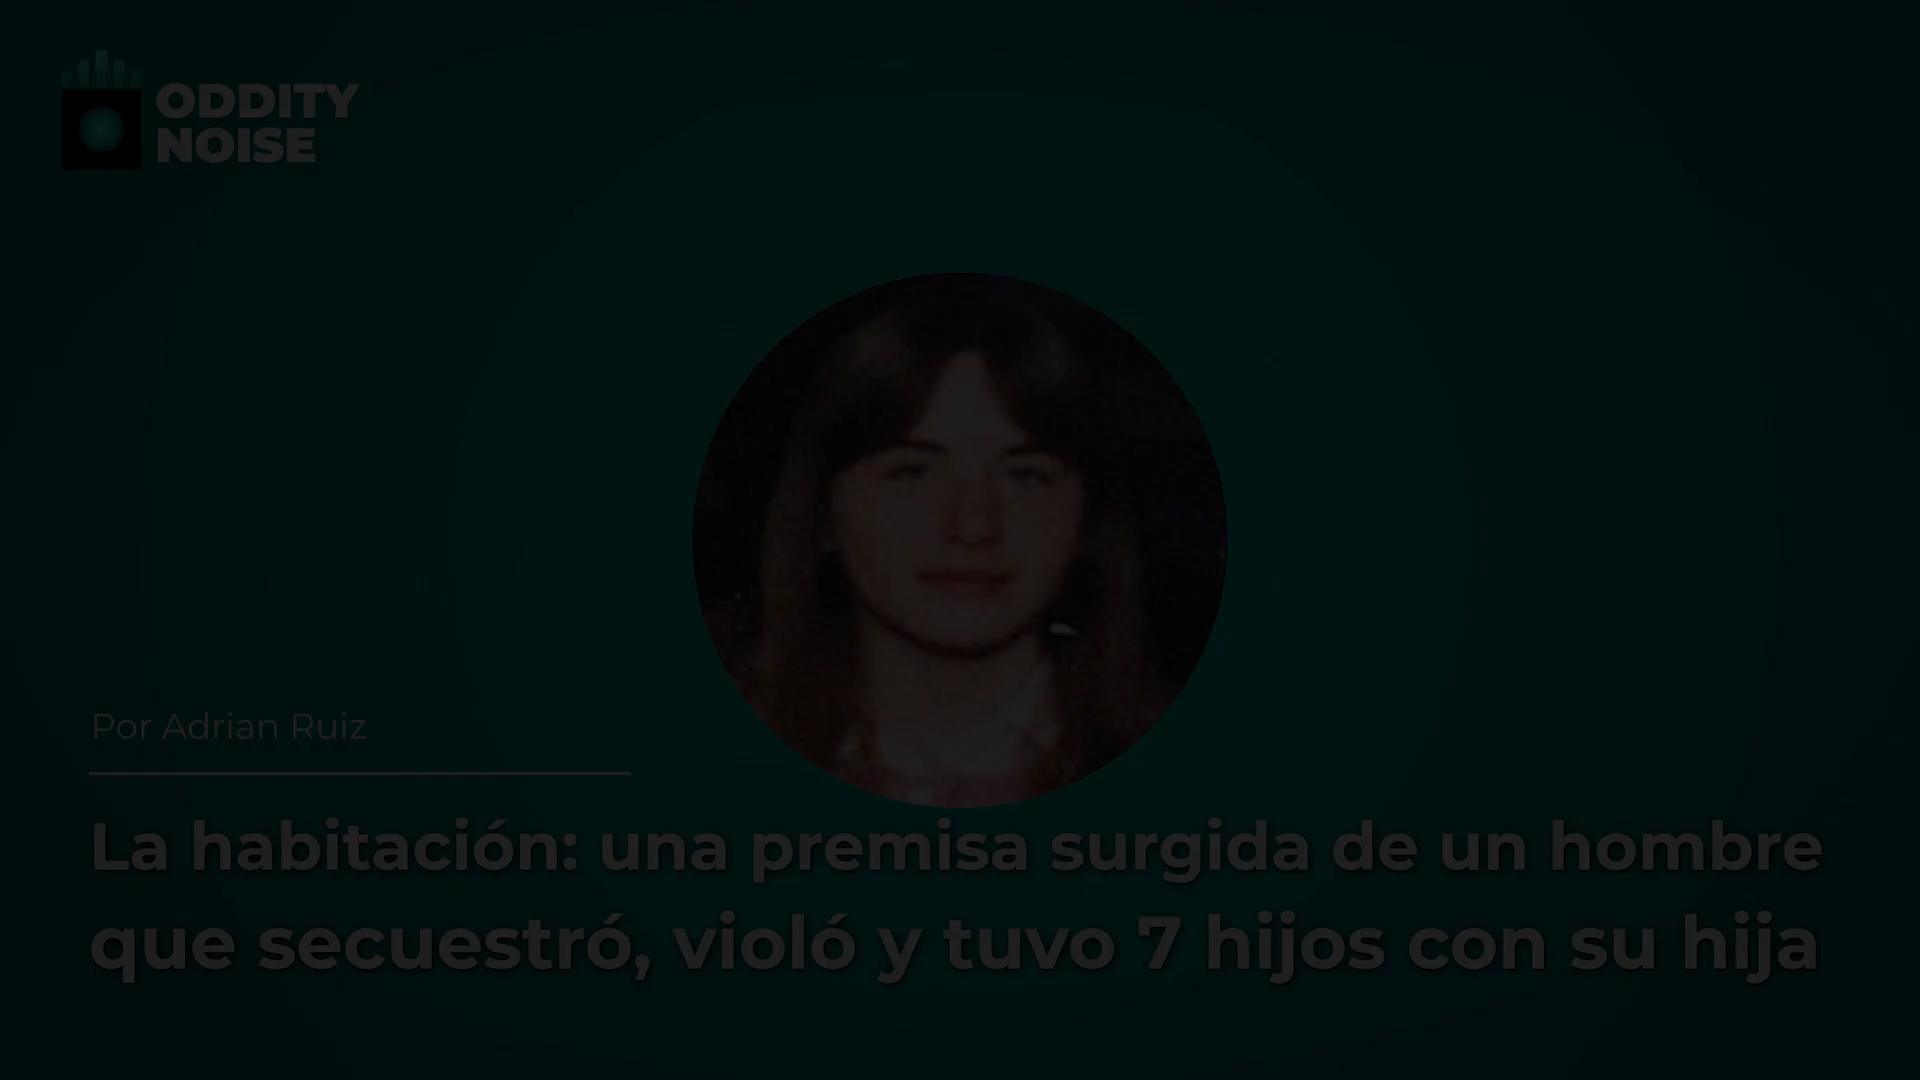 ODDITY
NOISE
Por Adrian Ruiz
La habitación: una premisa surgida de un hombre
que secuestró, violó y tuvo 7 hijos con su hija